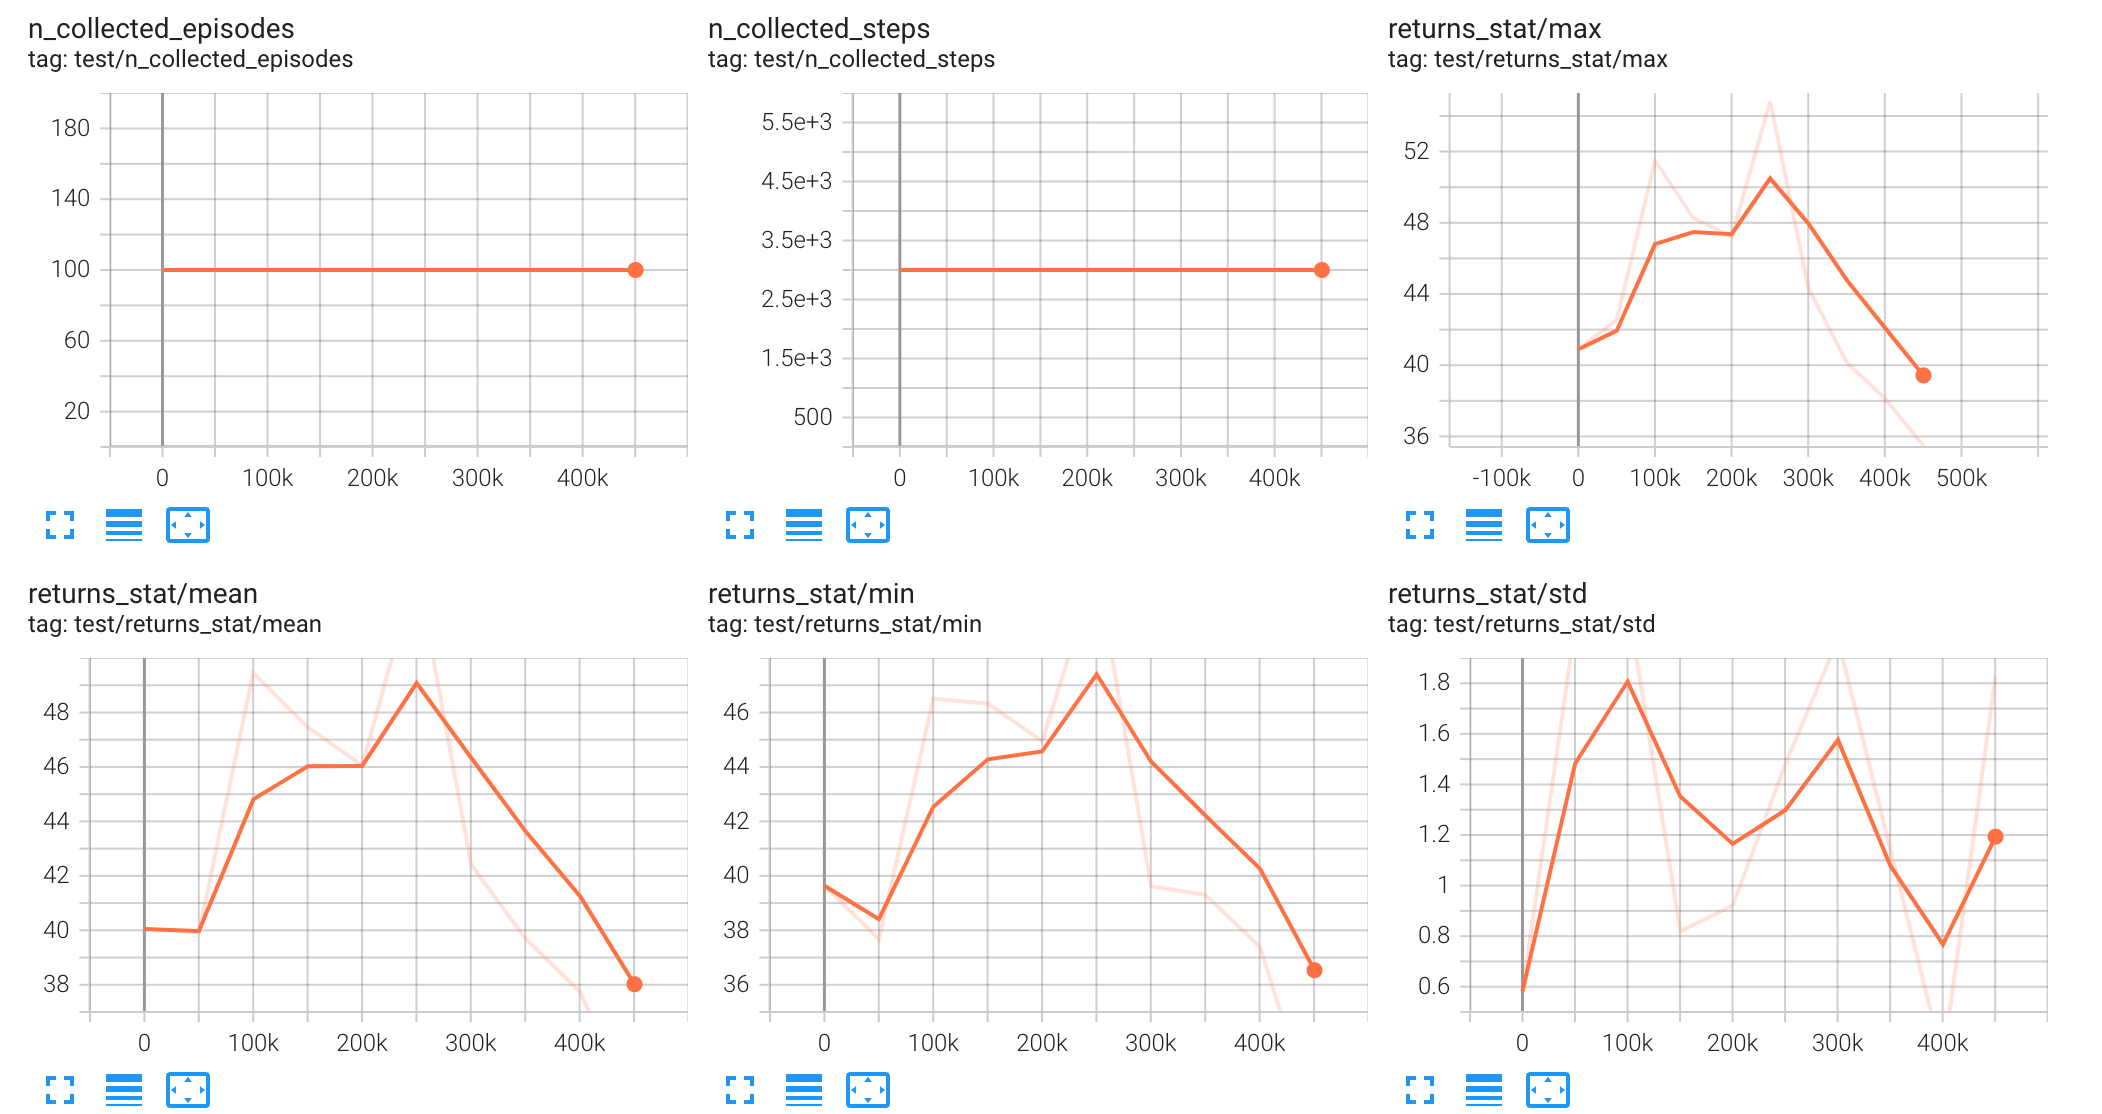 n_collected_episodes
tag: test/n_collected_episodes
180
140
100
60
20
0 100k 200k 300k 400k
n_collected_steps
tag: test/n_collected_steps
5.5e+3
4.5e+3
3.5e+3
2.5e+3
1.5e+3
500
0 100k 200k 300k 400k
returns_stat/max
tag: test/returns_stat/max
52
48
44
40
36
-100k 0 100k 200k 300k 400k 500k
returns_stat/mean
tag: test/returns_stat/mean
48
46
44
42
40
38
0 100k 200k 300k 400k
returns_stat/min
tag: test/returns_stat/min
46
44
42
40
38
36
0 100k 200k 300k 400k
returns_stat/std
tag: test/returns_stat/std
1.8
1.6
1.4
1.2
1
0.8
0.6
0 100k 200k 300k 400k